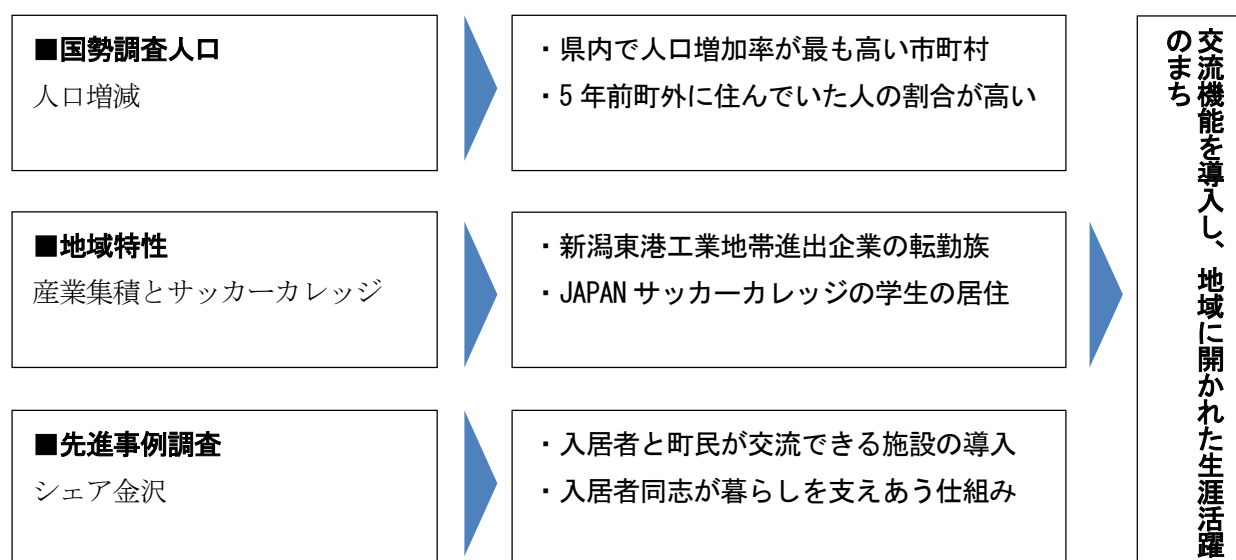 ■国勢調査人口
人口増減
・県内で人口増加率が最も高い市町村
・5年前町外に住んでいた人の割合が高い
■地域特性
産業集積とサッカーカレッジ
・新潟東港工業地帯進出企業の転勤族
・JAPANサッカーカレッジの学生の居住
■先進事例調査
シェア金沢
・入居者と町民が交流できる施設の導入
・入居者同志が暮らしを支えあう仕組み
交流機能を導入し、地域に開かれた生涯活躍
のまち